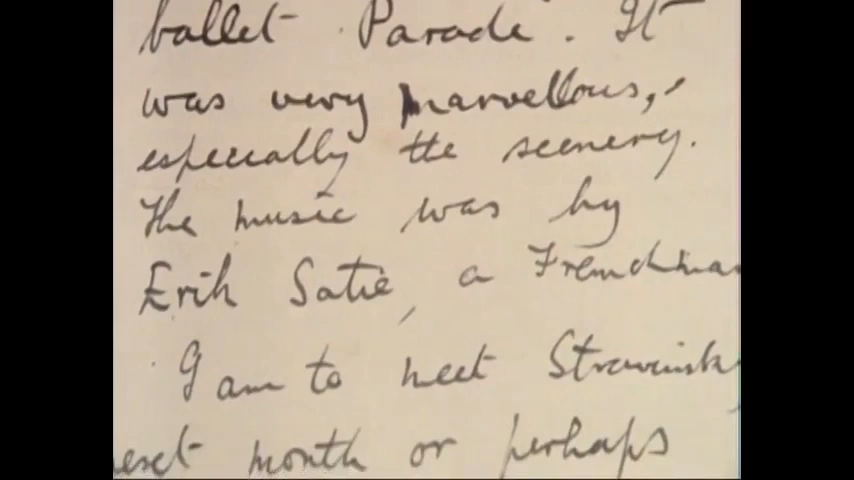 ballet Parade. It
was very marvellous,
especially the scenery.
The music was by
Erik Satie, a Frenchman
I am to meet Stravinsky
next month or perhaps